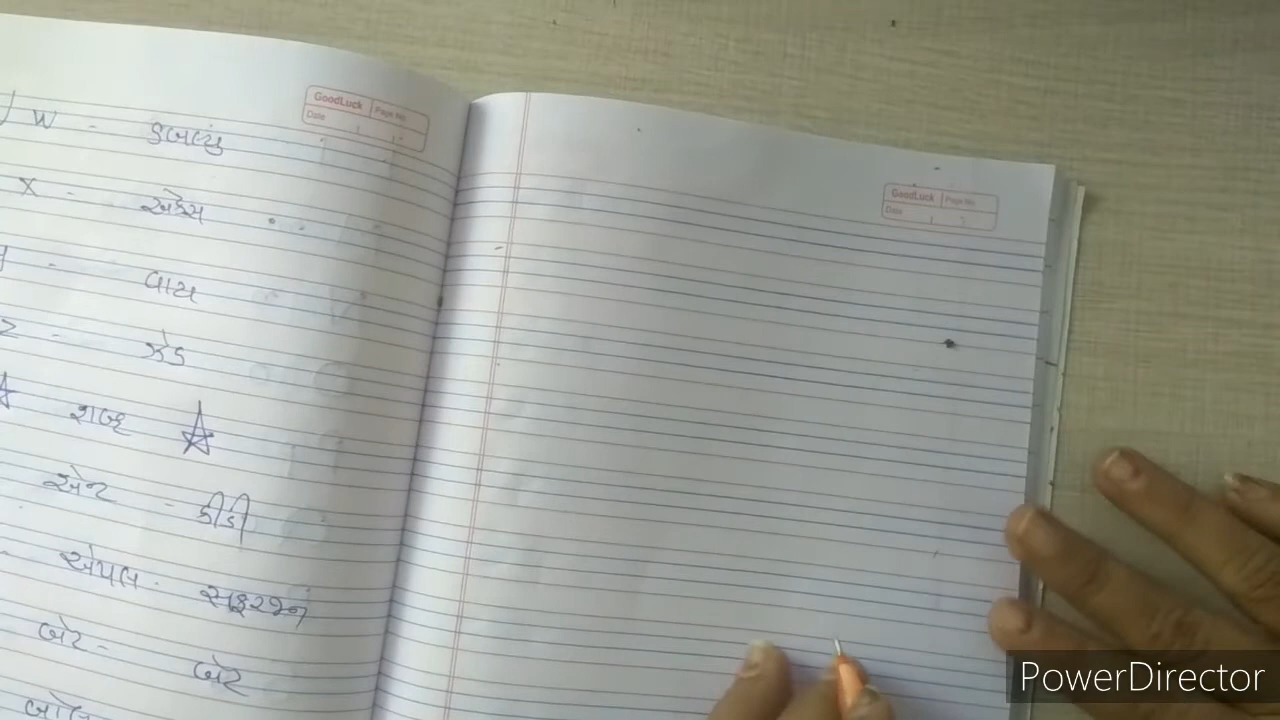 GoodLuck Page No
Date
W - ડબલ્યુ
X - એક્સ
- વાય
Z - ઝેડ
શબ્દ
એન્ટ - કીડી
એપલ - સફરજન
બેટ - બેટ
GoodLuck Page No
Date
PowerDirector